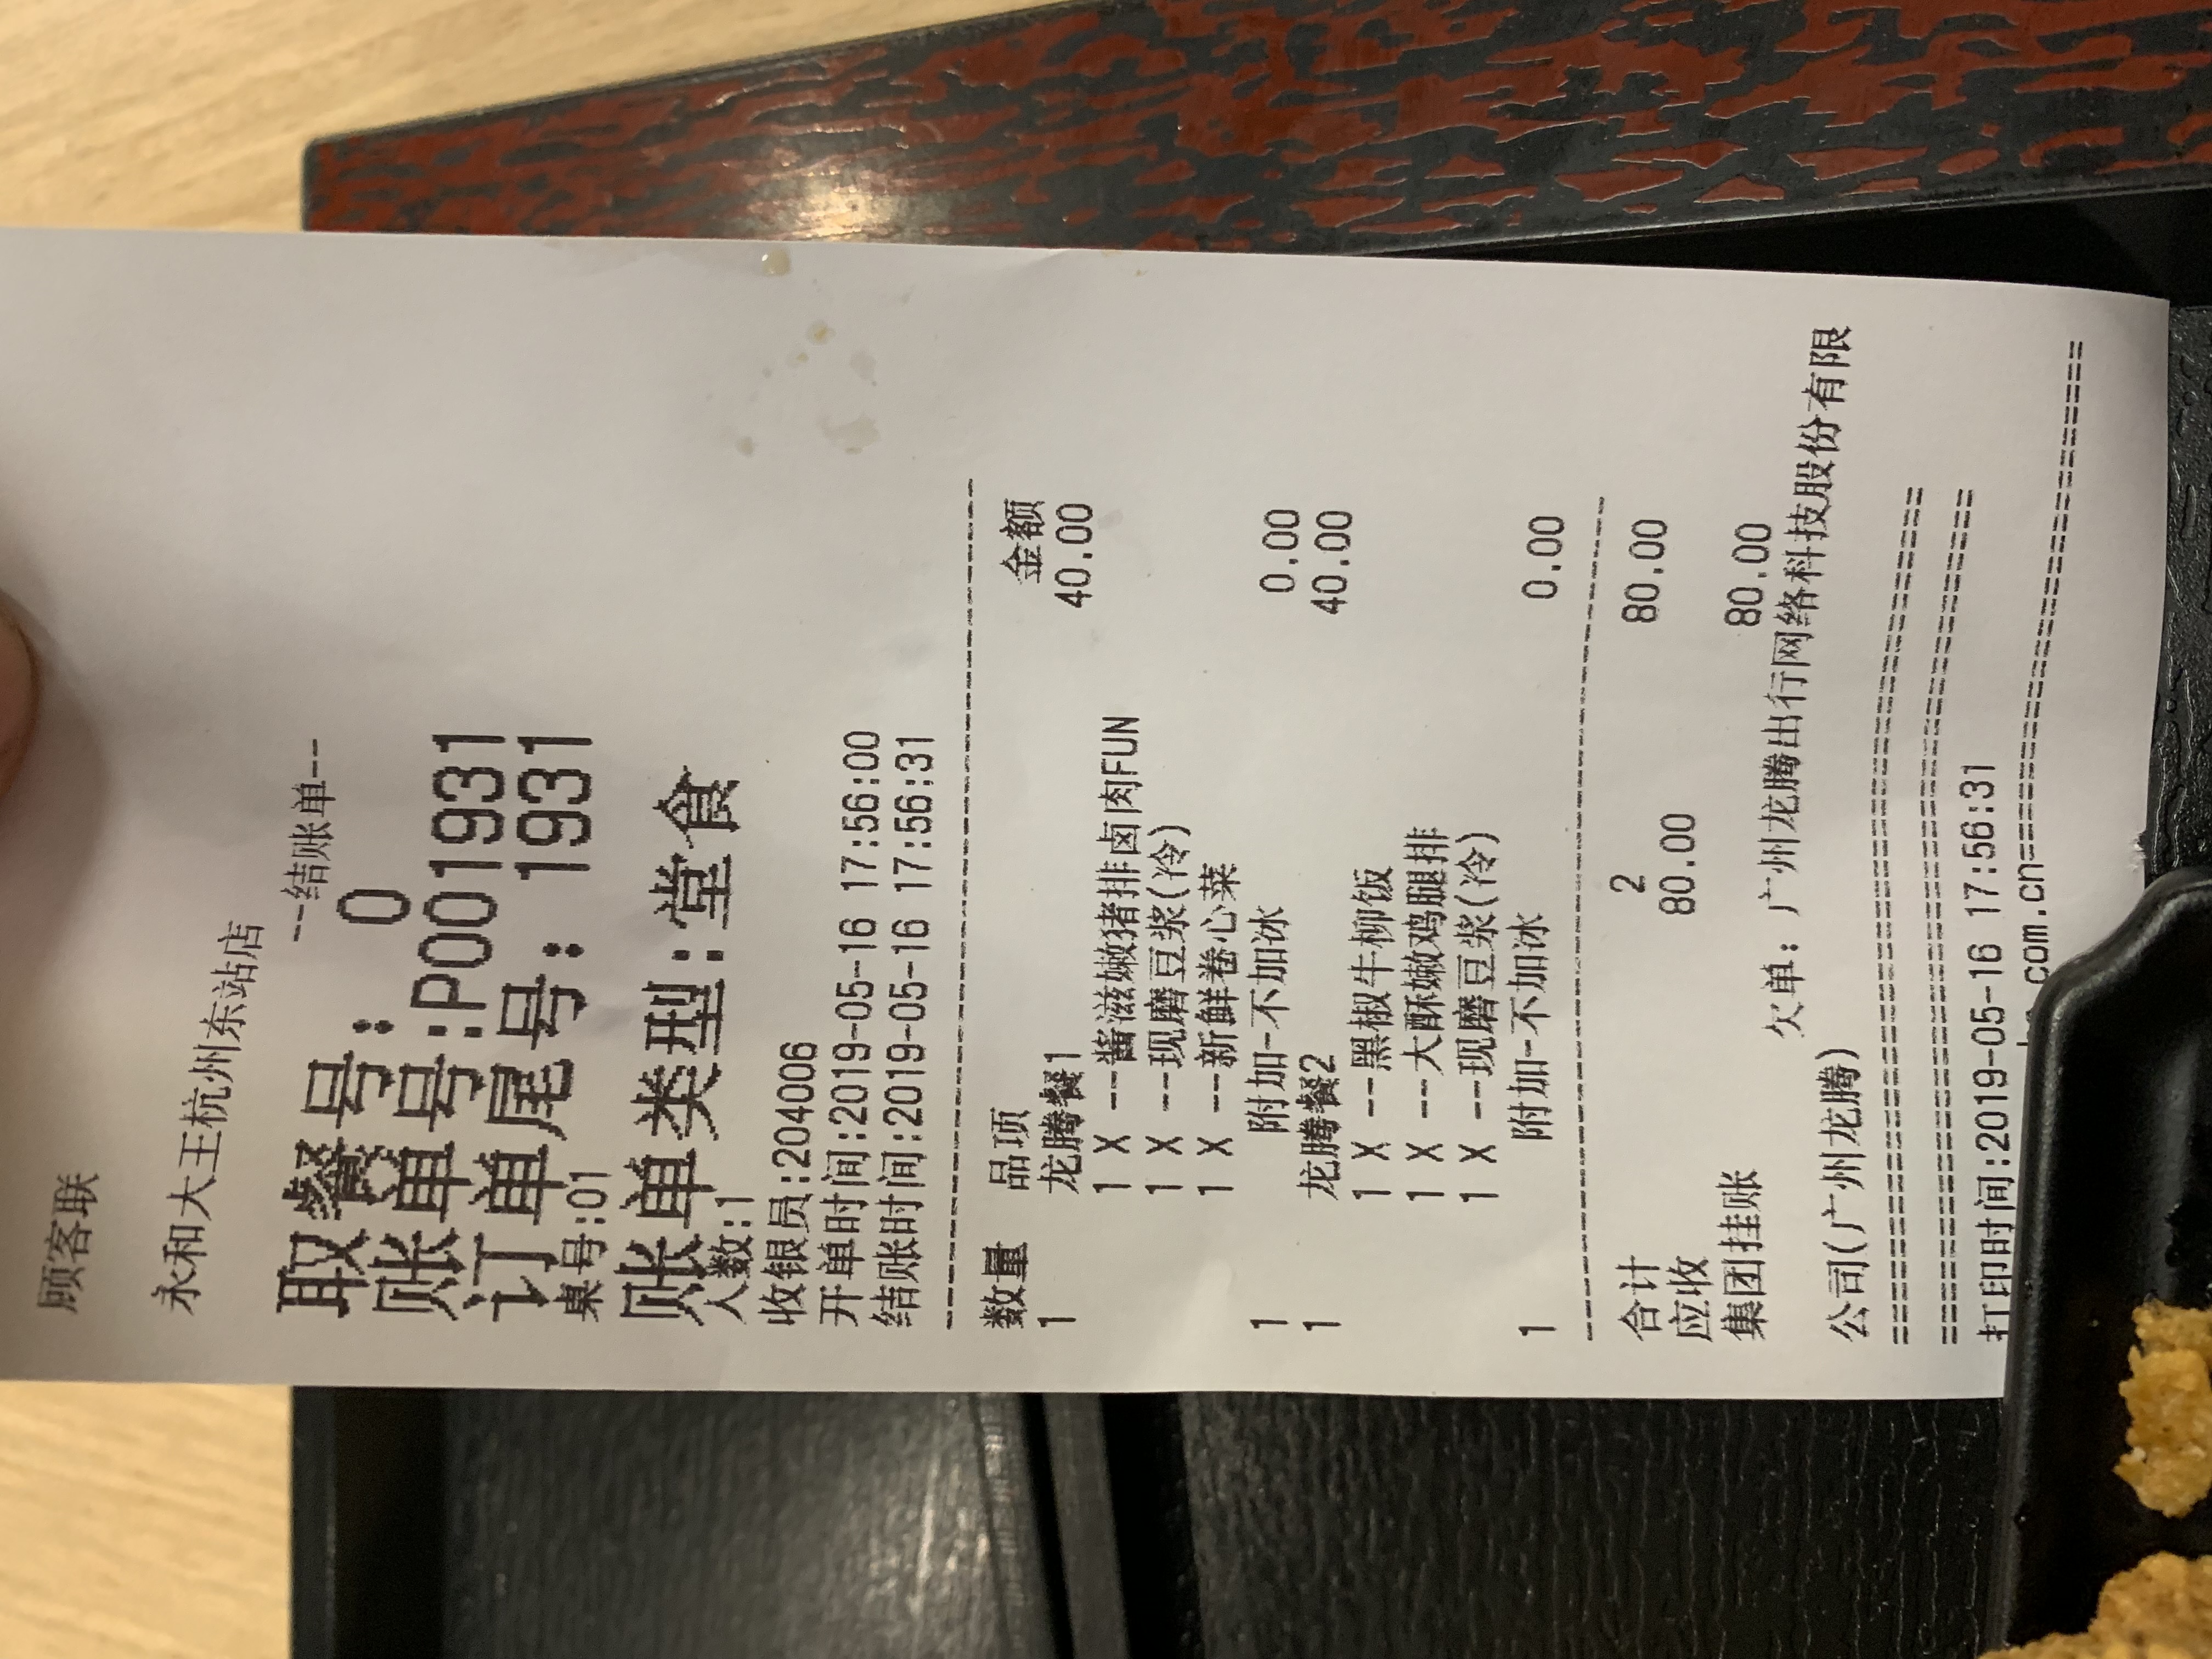 顾客联
永和大王杭州东站店
--结账单--
取餐号: 0
账单号:P001931
订单尾号: 1931
桌号:01
账单类型:堂食
人数:1
收银员:204006
开单时间:2019-05-16 17:56:00
结账时间:2019-05-16 17:56:31
数量 品项 金额
1 龙腾餐1 40.00
1 X ---酱滋嫩猪排卤肉FUN
1 X ---现磨豆浆(冷)
1 X ---新鲜卷心菜
1 附加-不加冰 0.00
1 龙腾餐2 40.00
1 X ---黑椒牛柳饭
1 X ---大酥嫩鸡腿排
1 X ---现磨豆浆(冷)
1 附加-不加冰 0.00
合计 2 80.00
应收 80.00
集团挂账 80.00
欠单: 广州龙腾出行网络科技股份有限
公司(广州龙腾)
打印时间:2019-05-16 17:56:31
.com.cn